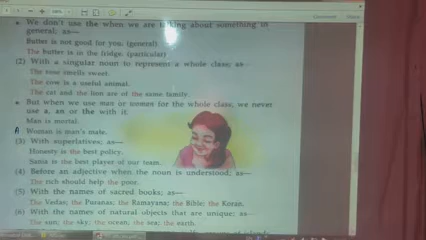 We don't use the when we are talking about something in
general; as—
Butter is not good for you. (general)
The butter is in the fridge. (particular)
(2) With a singular noun to represent a whole class; as—
The rose smells sweet.
The cow is a useful animal.
The cat and the lion are of the same family.
But when we use man or women for the whole class, we never
use a, an or the with it.
Man is mortal.
Woman is man's mate.
(3) With superlatives; as—
Honesty is the best policy.
Sania is the best player of our team.
(4) Before an adjective when the noun is understood; as—
The rich should help the poor.
(5) With the names of sacred books; as—
The Vedas; the Puranas; the Ramayana; the Bible; the Koran.
(6) With the names of natural objects that are unique; as—
The sun; the sky; the ocean; the sea; the earth.